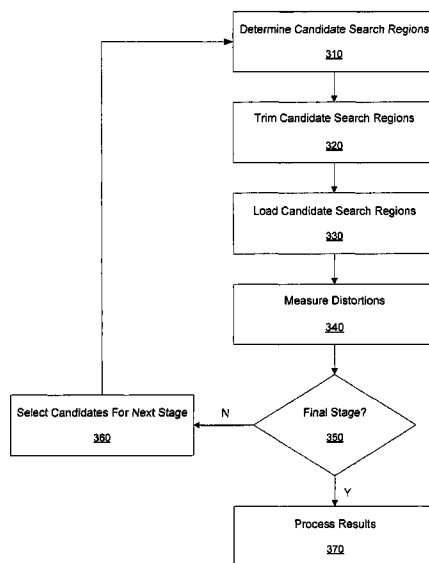 Determine Candidate Search Regions
310
Trim Candidate Search Regions
320
Load Candidate Search Regions
330
Measure Distortions
340
Select Candidates For Next Stage
360
N
Final Stage?
350
Y
Process Results
370